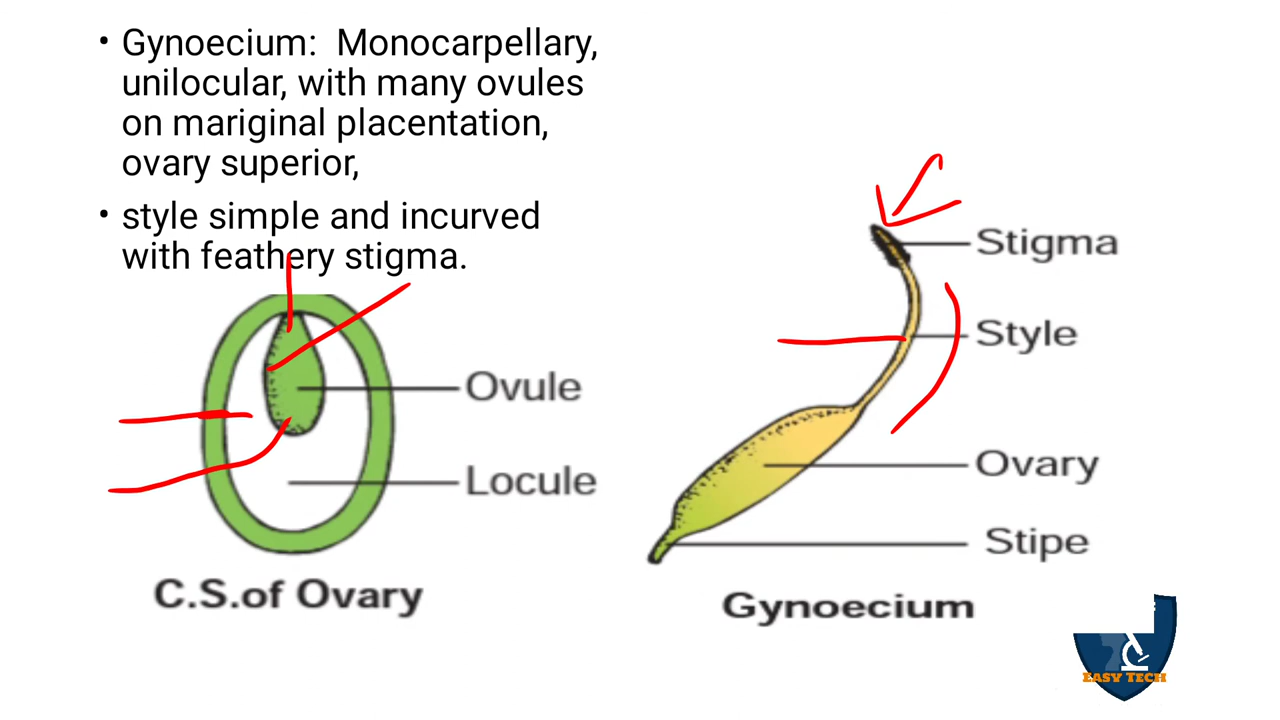 • Gynoecium: Monocarpellary,
unilocular, with many ovules
on mariginal placentation,
ovary superior,
• style simple and incurved
with feathery stigma.
Stigma
Style
Ovule
Ovary
Locule
Stipe
C.S.of Ovary
Gynoecium
EASY TECH